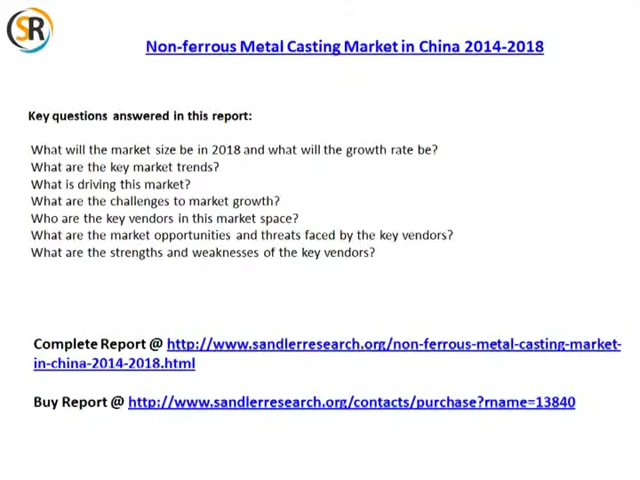 SR
Non-ferrous Metal Casting Market in China 2014-2018
Key questions answered in this report:
What will the market size be in 2018 and what will the growth rate be?
What are the key market trends?
What is driving this market?
What are the challenges to market growth?
Who are the key vendors in this market space?
What are the market opportunities and threats faced by the key vendors?
What are the strengths and weaknesses of the key vendors?
Complete Report @ http://www.sandlerresearch.org/non-ferrous-metal-casting-market-
in-china-2014-2018.html
Buy Report @ http://www.sandlerresearch.org/contacts/purchase?rname=13840